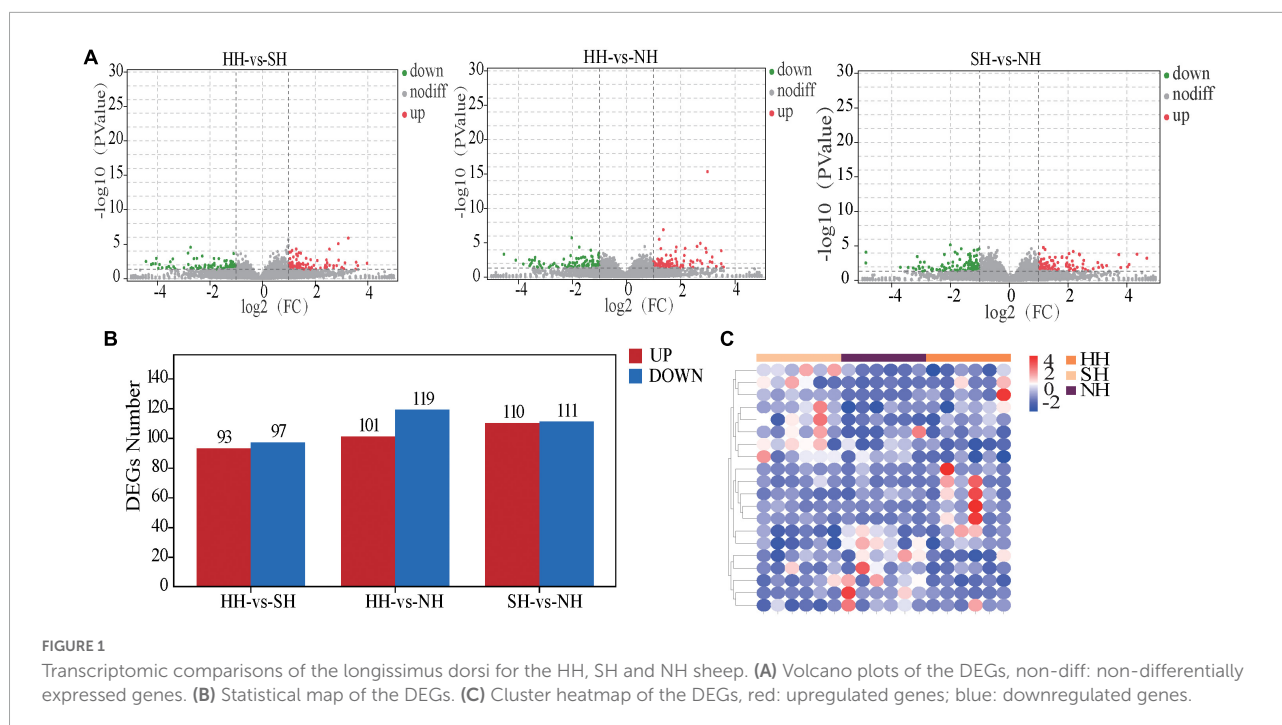 A
HH-vs-SH
30
25
20
15
10
5
0
-log10 (PValue)
-4
-2
0
2
4
log2 (FC)
down
nodiff
up
HH-vs-NH
30
25
20
15
10
5
0
-log10 (PValue)
-4
-2
0
2
4
log2 (FC)
down
nodiff
up
SH-vs-NH
30
25
20
15
10
5
0
-log10 (PValue)
-4
-2
0
2
4
log2 (FC)
down
nodiff
up
B
DEGs Number
140
120
100
80
60
40
20
0
93
97
101
119
110
111
HH-vs-SH
HH-vs-NH
SH-vs-NH
UP
DOWN
C
4
2
0
-2
HH
SH
NH
FIGURE 1
Transcriptomic comparisons of the longissimus dorsi for the HH, SH and NH sheep. (A) Volcano plots of the DEGs, non-diff: non-differentially
expressed genes. (B) Statistical map of the DEGs. (C) Cluster heatmap of the DEGs, red: upregulated genes; blue: downregulated genes.